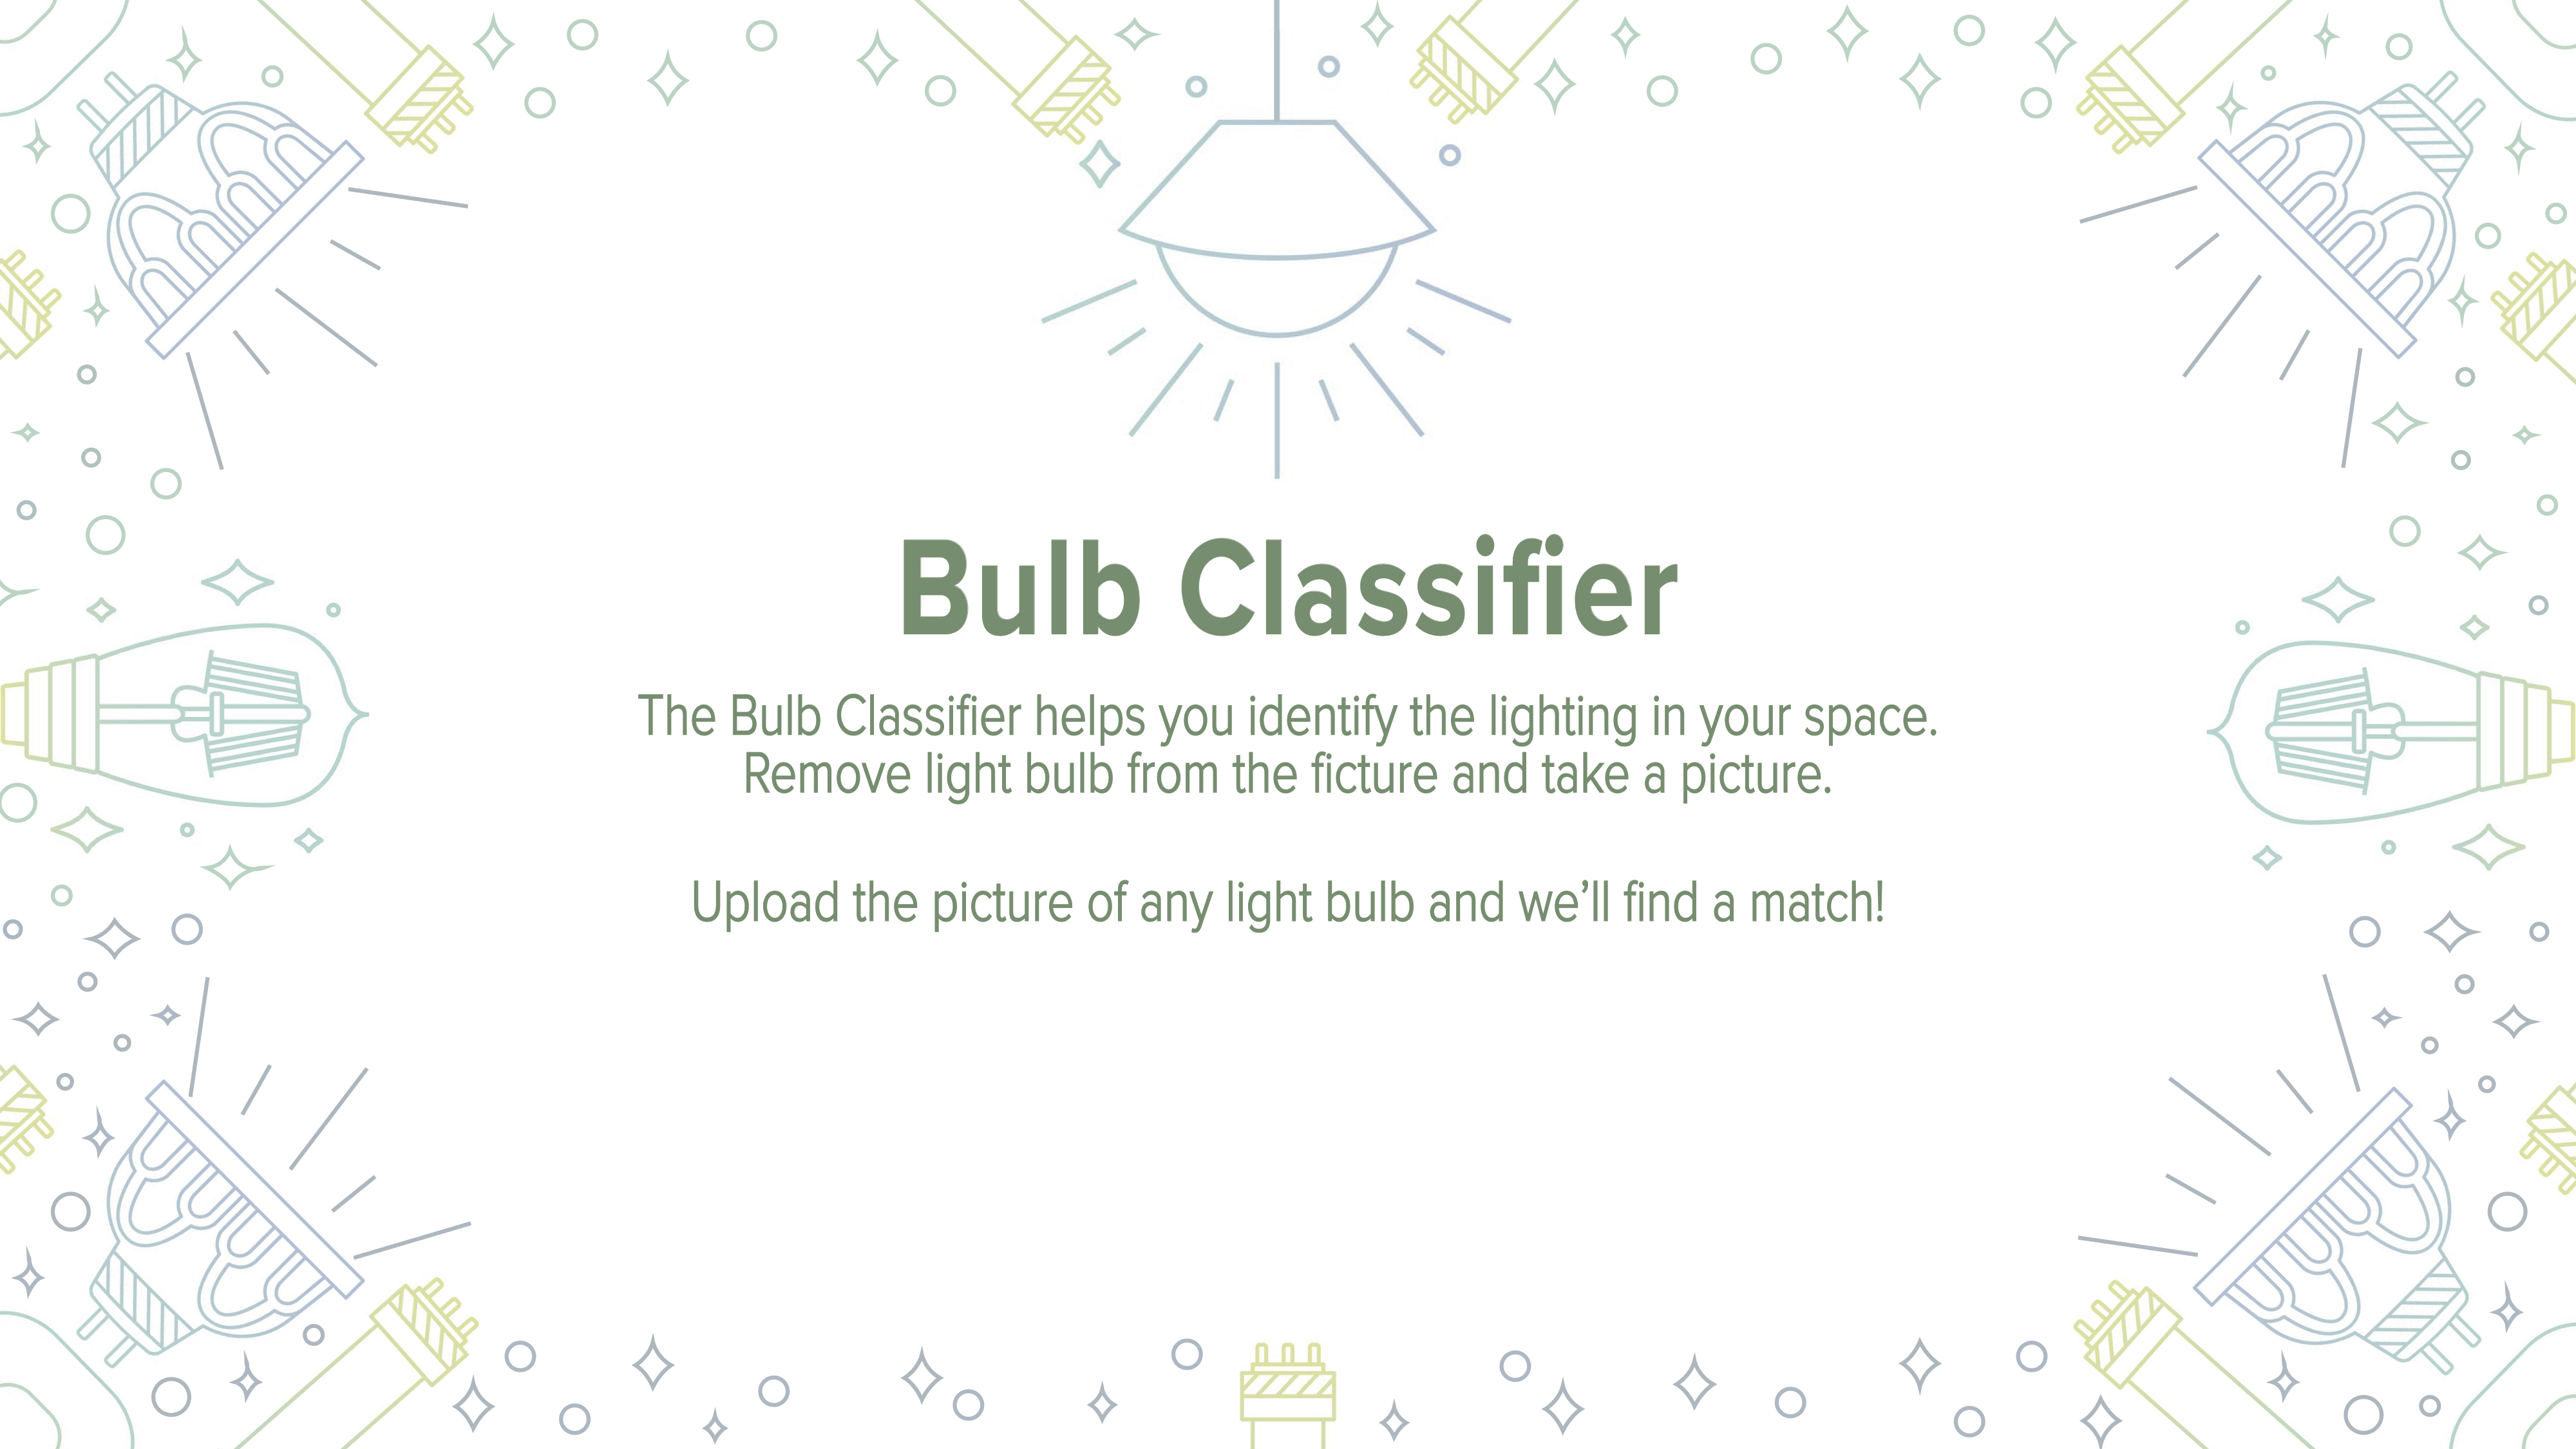 Bulb Classifier
The Bulb Classifier helps you identify the lighting in your space.
Remove light bulb from the ficture and take a picture.
Upload the picture of any light bulb and we’ll find a match!